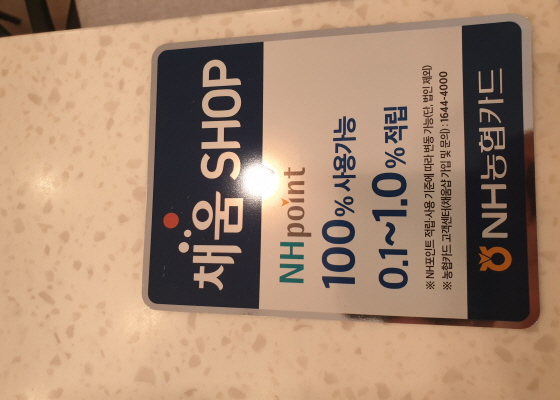 채움 SHOP
NHpoint
100% 사용가능
0.1~1.0% 적립
※ NH포인트 적립·사용 기준에 따라 변동 가능(단, 법인 제외)
※ 농협카드 고객센터(채움샵 가입 및 문의) : 1644-4000
NH농협카드